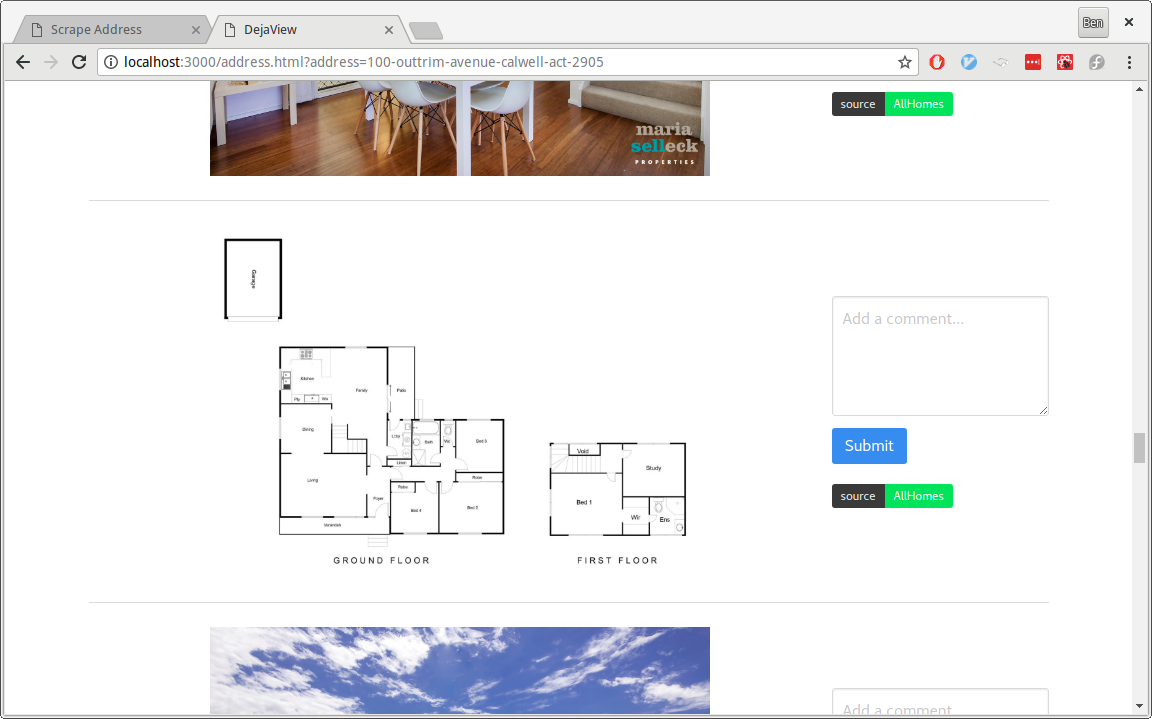 Scrape Address
DejaView
Ben
localhost:3000/address.html?address=100-outtrim-avenue-calwell-act-2905
maria
selleck
PROPERTIES
source AllHomes
Garage
Add a comment...
Submit
source AllHomes
Kitchen
Family
Patio
Ptr
Wo
Dining
L'dry
Bath
Wc
Bed 3
Linen
Living
Robe
Robe
Foyer
Bed 4
Bed 2
Verandah
Void
Study
Bed 1
Wir
Ens
GROUND FLOOR
FIRST FLOOR
Add a comment